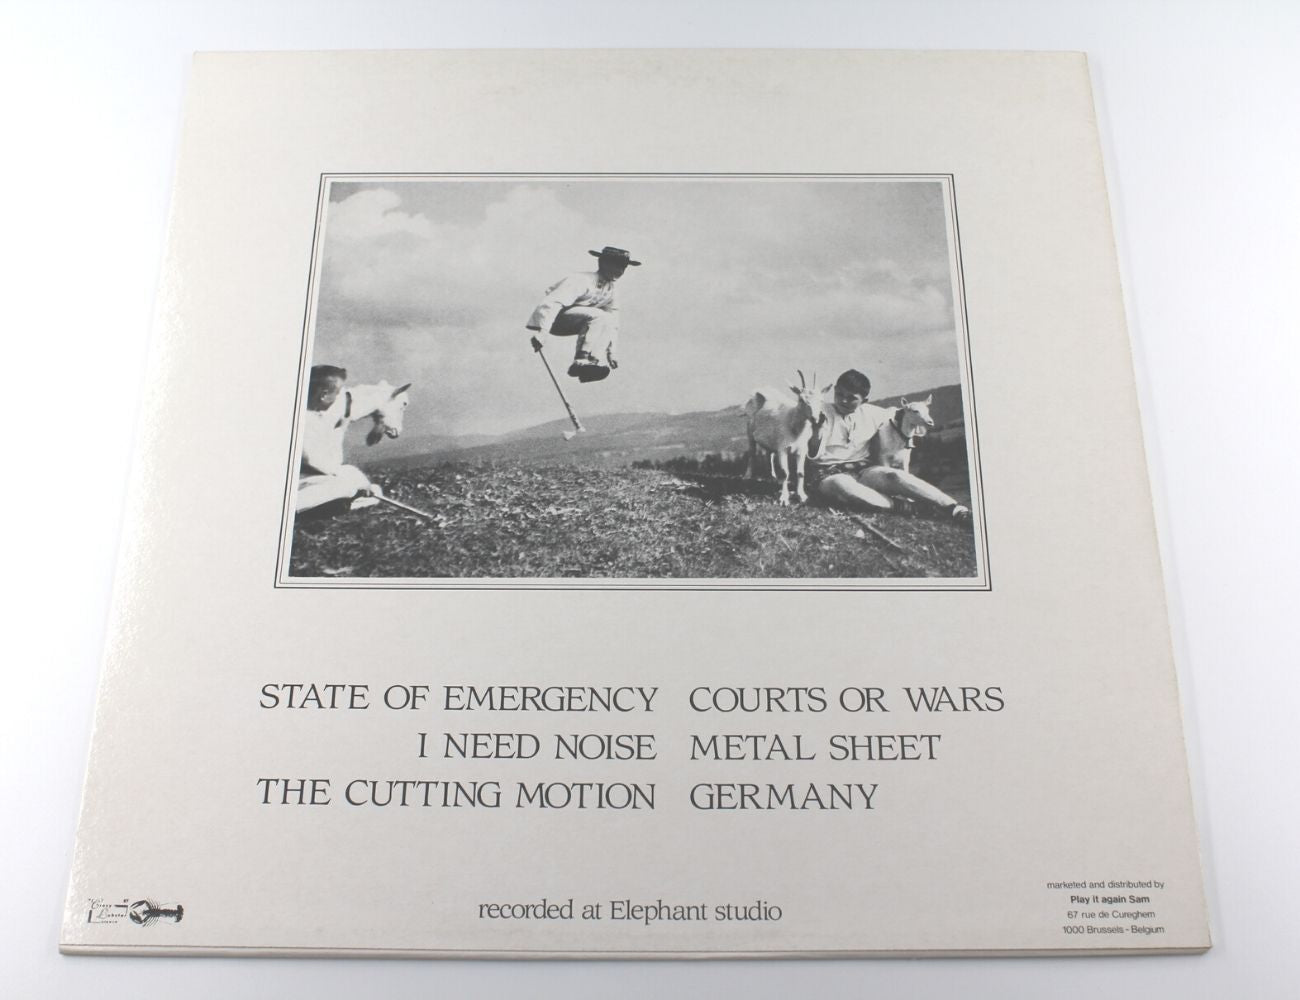 STATE OF EMERGENCY
I NEED NOISE
THE CUTTING MOTION
COURTS OR WARS
METAL SHEET
GERMANY
recorded at Elephant studio
marketed and distributed by
Play it again Sam
67 rue de Cureghem
1000 Brussels - Belgium